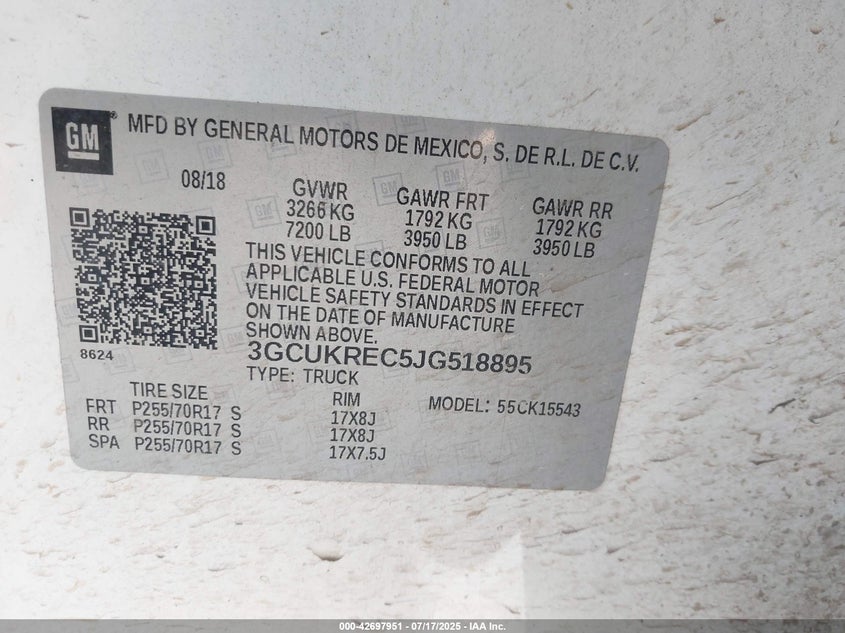 GM
MFD BY GENERAL MOTORS DE MEXICO, S. DE R.L. DE C.V.
08/18
GVWR GAWR FRT GAWR RR
3266 KG 1792 KG 1792 KG
7200 LB 3950 LB 3950 LB
THIS VEHICLE CONFORMS TO ALL
APPLICABLE U.S. FEDERAL MOTOR
VEHICLE SAFETY STANDARDS IN EFFECT
ON THE DATE OF MANUFACTURE
SHOWN ABOVE.
8624
3GCUKREC5JG518895
TYPE: TRUCK
TIRE SIZE RIM MODEL: 55CK15543
FRT P255/70R17 S 17X8J
RR P255/70R17 S 17X8J
SPA P255/70R17 S 17X7.5J
000-42697951 | 07/17/2025 - IAA Inc.